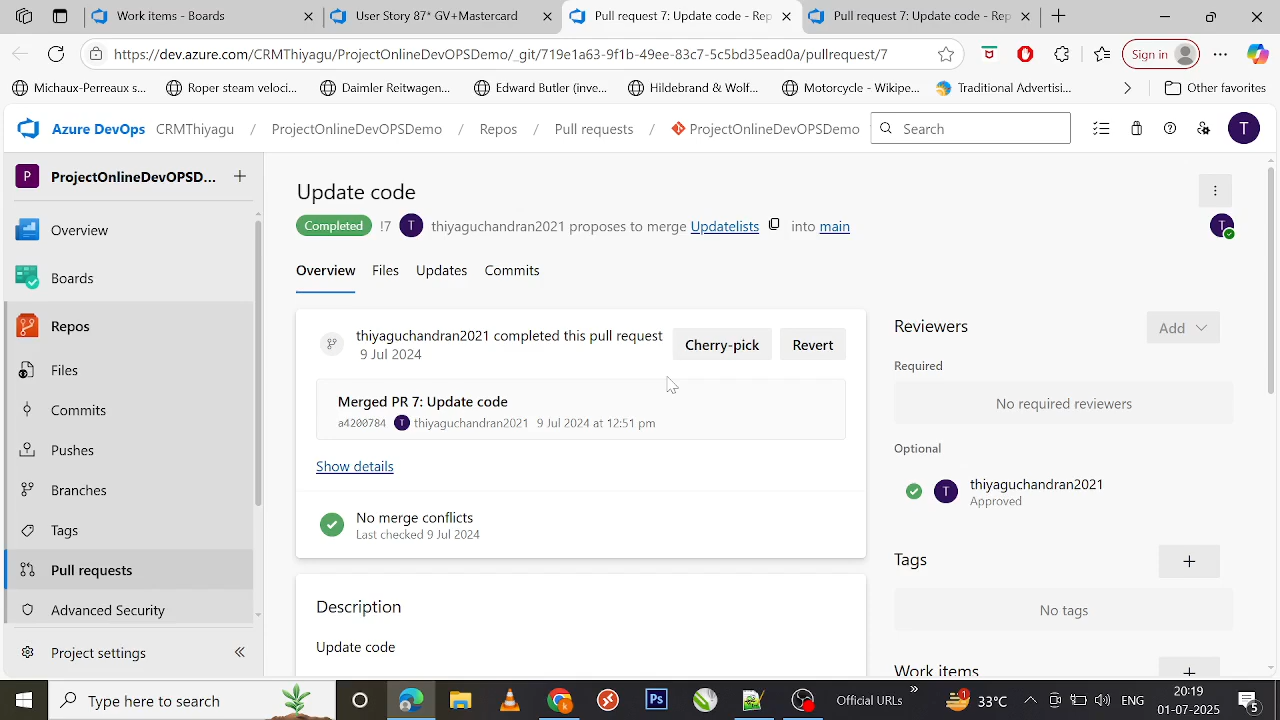 Work items - Boards
User Story 87* GV+Mastercard
Pull request 7: Update code - Rep
Pull request 7: Update code - Rep
https://dev.azure.com/CRMThiyagu/ProjectOnlineDevOPSDemo/_git/719e1a63-9f1b-49ee-83c7-5c5bd35ead0a/pullrequest/7
Sign in
Michaux-Perreaux s...
Roper steam veloci...
Daimler Reitwagen...
Edward Butler (inve...
Hildebrand & Wolf...
Motorcycle - Wikipe...
Traditional Advertisi...
Other favorites
Azure DevOps CRMThiyagu / ProjectOnlineDevOPSDemo / Repos / Pull requests / ProjectOnlineDevOPSDemo
Search
T
P ProjectOnlineDevOPSD...
Overview
Boards
Repos
Files
Commits
Pushes
Branches
Tags
Pull requests
Advanced Security
Project settings
Update code
Completed !7 T thiyaguchandran2021 proposes to merge Updatelists into main
T
Overview Files Updates Commits
thiyaguchandran2021 completed this pull request
9 Jul 2024
Cherry-pick
Revert
Merged PR 7: Update code
a4200784 T thiyaguchandran2021 9 Jul 2024 at 12:51 pm
Show details
No merge conflicts
Last checked 9 Jul 2024
Description
Update code
Reviewers
Add
Required
No required reviewers
Optional
T thiyaguchandran2021
Approved
Tags
No tags
Work items
Type here to search
Ps
Official URLs
1
33°C
ENG
20:19
01-07-2025
5